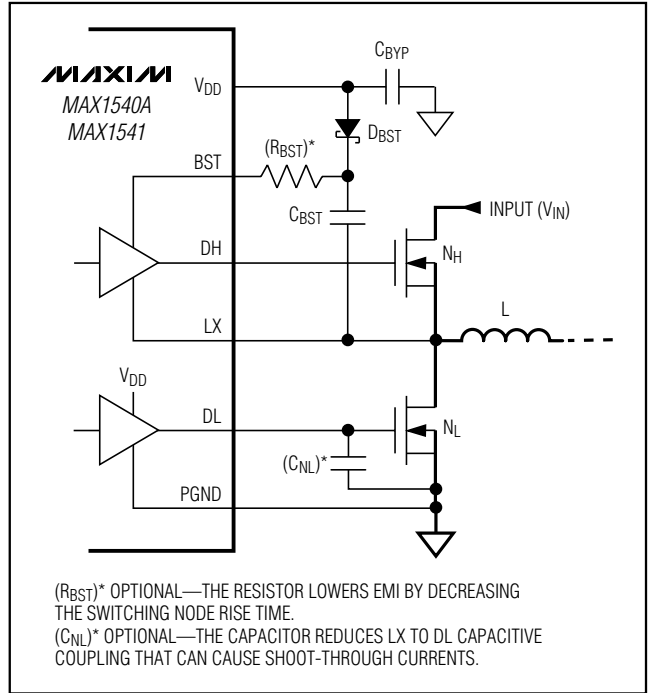 MAXIM
MAX1540A
MAX1541
VDD
CBYP
DBST
(RBST)*
BST
CBST
INPUT (VIN)
DH
NH
L
LX
VDD
DL
NL
(CNL)*
PGND
(RBST)* OPTIONAL—THE RESISTOR LOWERS EMI BY DECREASING
THE SWITCHING NODE RISE TIME.
(CNL)* OPTIONAL—THE CAPACITOR REDUCES LX TO DL CAPACITIVE
COUPLING THAT CAN CAUSE SHOOT-THROUGH CURRENTS.